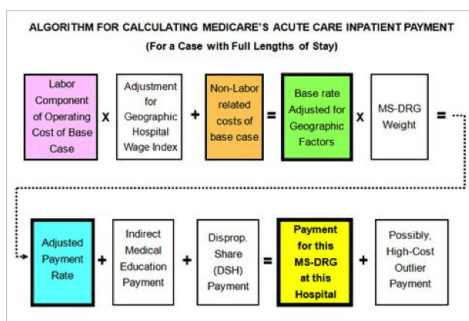 ALGORITHM FOR CALCULATING MEDICARE'S ACUTE CARE INPATIENT PAYMENT
(For a Case with Full Lengths of Stay)
Labor
Component
of Operating
Cost of Base
Case
X
Adjustment
for
Geographic
Hospital
Wage Index
+
Non-Labor
related
costs of
base case
=
Base rate
Adjusted for
Geographic
Factors
X
MS-DRG
Weight
=
Adjusted
Payment
Rate
+
Indirect
Medical
Education
Payment
+
Disprop.
Share
(DSH)
Payment
=
Payment
for this
MS-DRG
at this
Hospital
+
Possibly,
High-Cost
Outlier
Payment